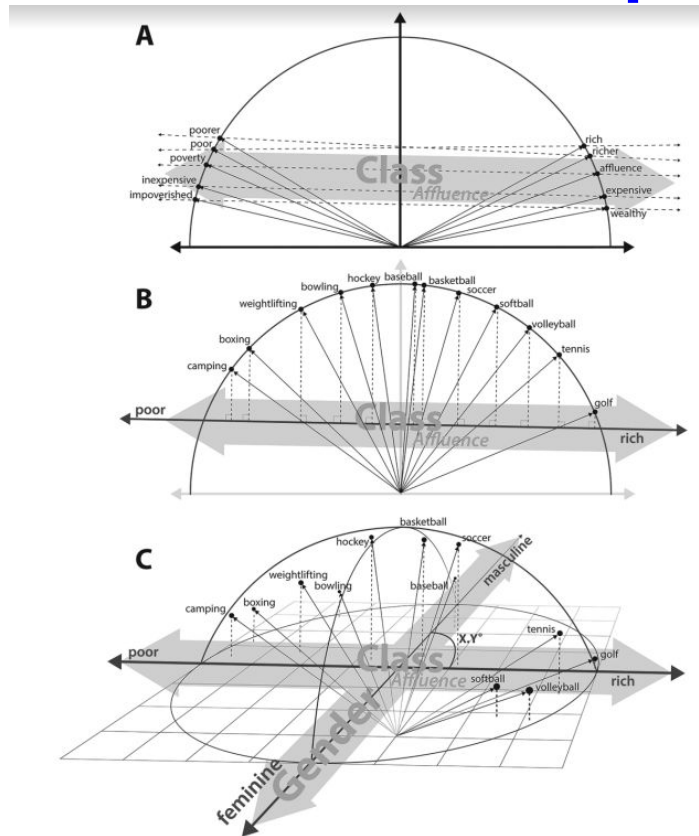 A
poorer
rich
poor
richer
poverty
Class
affluence
Affluence
inexpensive
expensive
impoverished
wealthy
B
hockey
baseball
basketball
bowling
soccer
weightlifting
softball
volleyball
boxing
tennis
camping
golf
poor
Class
Affluence
rich
C
basketball
hockey
soccer
masculine
weightlifting
bowling
baseball
boxing
camping
X,Y°
tennis
poor
Class
golf
Affluence
softball
rich
volleyball
Gender
feminine